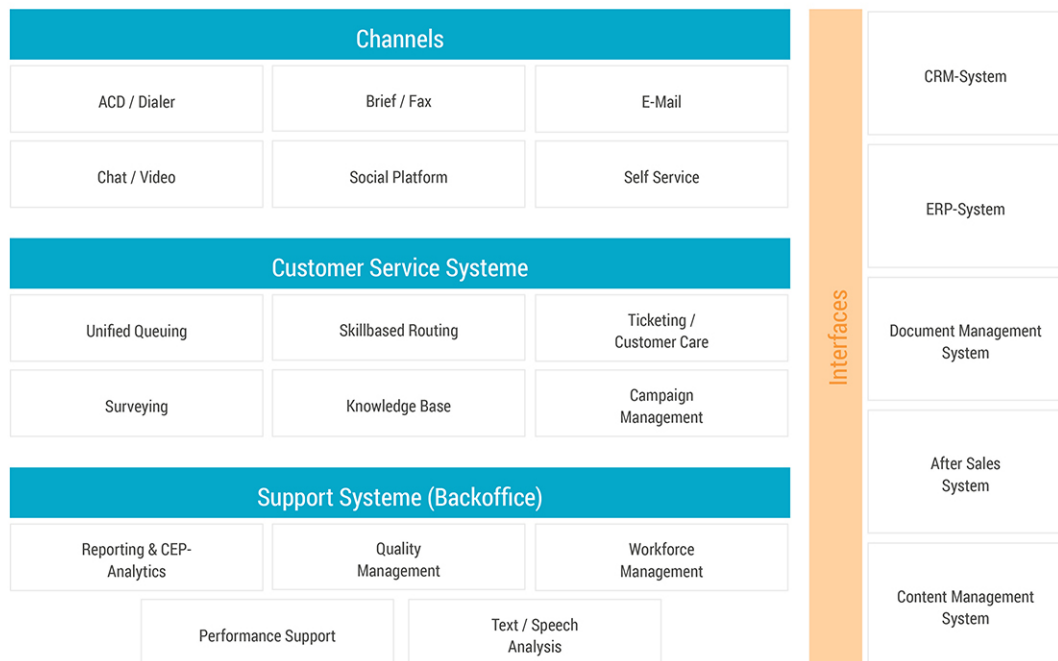 Channels
ACD / Dialer
Brief / Fax
E-Mail
Chat / Video
Social Platform
Self Service
Customer Service Systeme
Unified Queuing
Skillbased Routing
Ticketing /
Customer Care
Surveying
Knowledge Base
Campaign
Management
Support Systeme (Backoffice)
Reporting & CEP-
Analytics
Quality
Management
Workforce
Management
Performance Support
Text / Speech
Analysis
Interfaces
CRM-System
ERP-System
Document Management
System
After Sales
System
Content Management
System